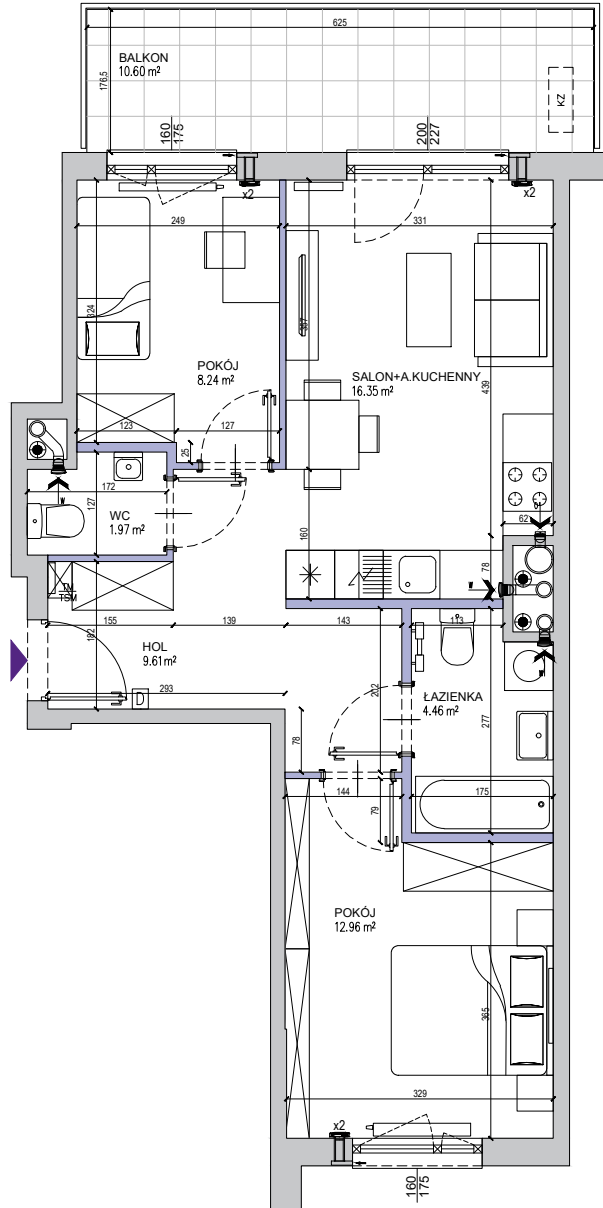 625
BALKON
10.60 m²
176.5
KZ
160
175
200
227
x2
x2
249
331
324
357
POKÓJ
8.24 m²
SALON+A.KUCHENNY
16.35 m²
439
123
127
25
172
127
W
WC
1.97 m²
160
62
78
W
TM
TSM
155
139
143
113
192
HOL
9.61 m²
202
ŁAZIENKA
4.46 m²
277
293
D
78
144
175
79
POKÓJ
12.96 m²
365
329
x2
160
175